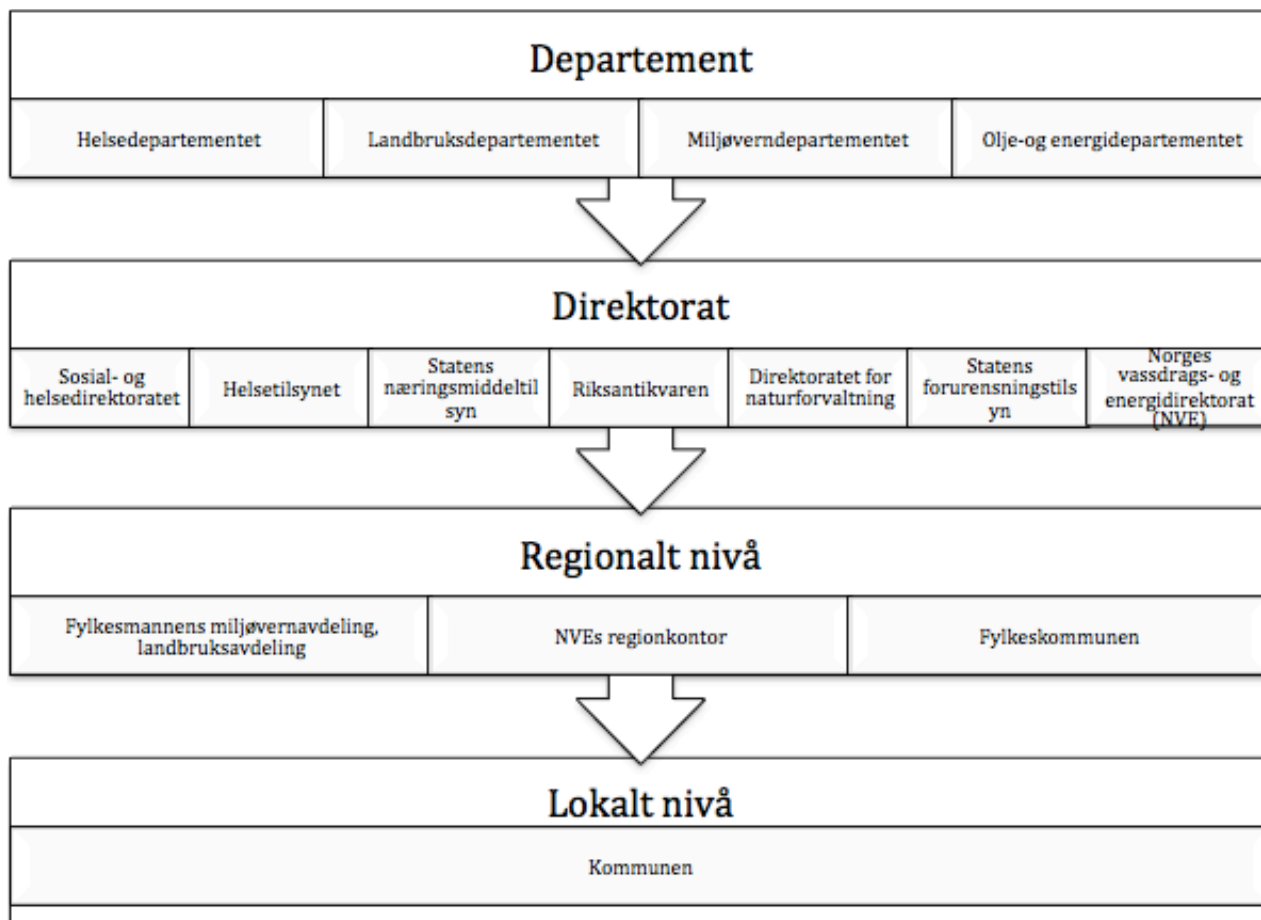 Departement
Helsedepartementet
Landbruksdepartementet
Miljøverndepartementet
Olje-og energidepartementet
Direktorat
Sosial- og
helsedirektoratet
Helsetilsynet
Statens
næringsmiddeltil
syn
Riksantikvaren
Direktoratet for
naturforvaltning
Statens
forurensningstils
yn
Norges
vassdrags- og
energidirektorat
(NVE)
Regionalt nivå
Fylkesmannens miljøvernavdeling,
landbruksavdeling
NVEs regionkontor
Fylkeskommunen
Lokalt nivå
Kommunen